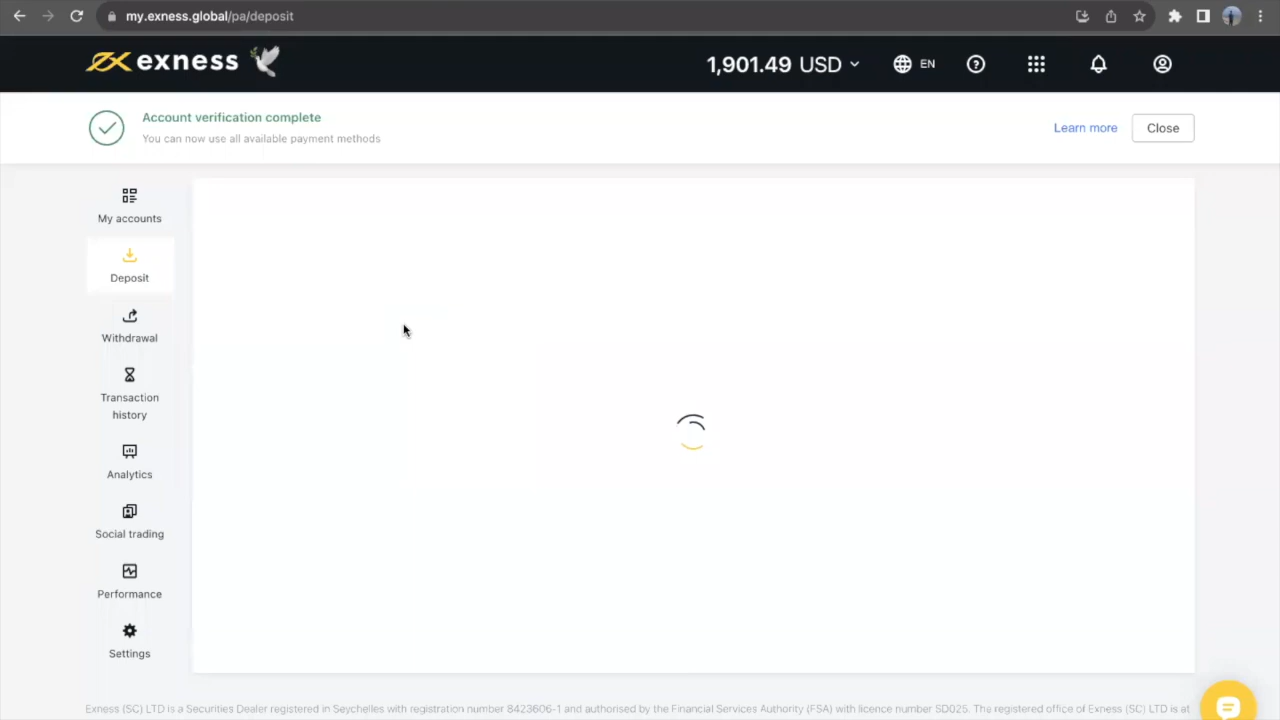 my.exness.global/pa/deposit
exness
1,901.49 USD
EN
Account verification complete
You can now use all available payment methods
Learn more
Close
My accounts
Deposit
Withdrawal
Transaction
history
Analytics
Social trading
Performance
Settings
Exness (SC) LTD is a Securities Dealer registered in Seychelles with registration number 8423606-1 and authorised by the Financial Services Authority (FSA) with licence number SD025. The registered office of Exness (SC) LTD is at